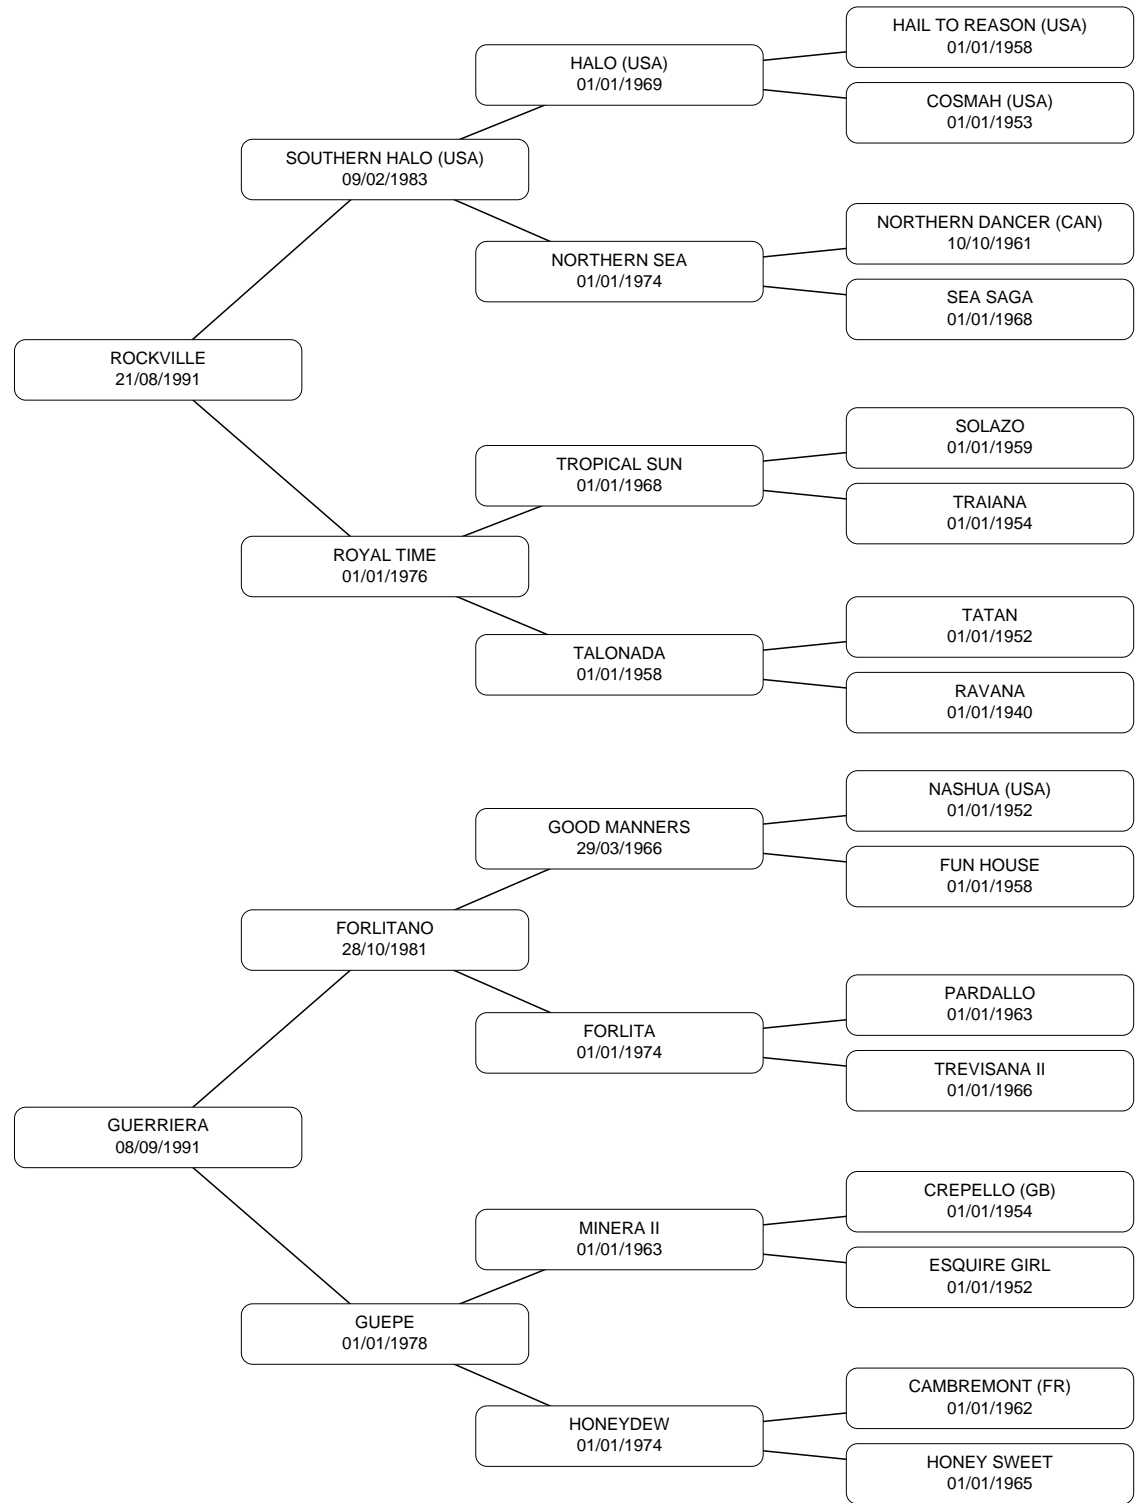 HAIL TO REASON (USA)
01/01/1958
HALO (USA)
01/01/1969
COSMAH (USA)
01/01/1953
SOUTHERN HALO (USA)
09/02/1983
NORTHERN DANCER (CAN)
10/10/1961
NORTHERN SEA
01/01/1974
SEA SAGA
01/01/1968
ROCKVILLE
21/08/1991
SOLAZO
01/01/1959
TROPICAL SUN
01/01/1968
TRAIANA
01/01/1954
ROYAL TIME
01/01/1976
TATAN
01/01/1952
TALONADA
01/01/1958
RAVANA
01/01/1940
NASHUA (USA)
01/01/1952
GOOD MANNERS
29/03/1966
FUN HOUSE
01/01/1958
FORLITANO
28/10/1981
PARDALLO
01/01/1963
FORLITA
01/01/1974
TREVISANA II
01/01/1966
GUERRIERA
08/09/1991
CREPELLO (GB)
01/01/1954
MINERA II
01/01/1963
ESQUIRE GIRL
01/01/1952
GUEPE
01/01/1978
CAMBREMONT (FR)
01/01/1962
HONEYDEW
01/01/1974
HONEY SWEET
01/01/1965